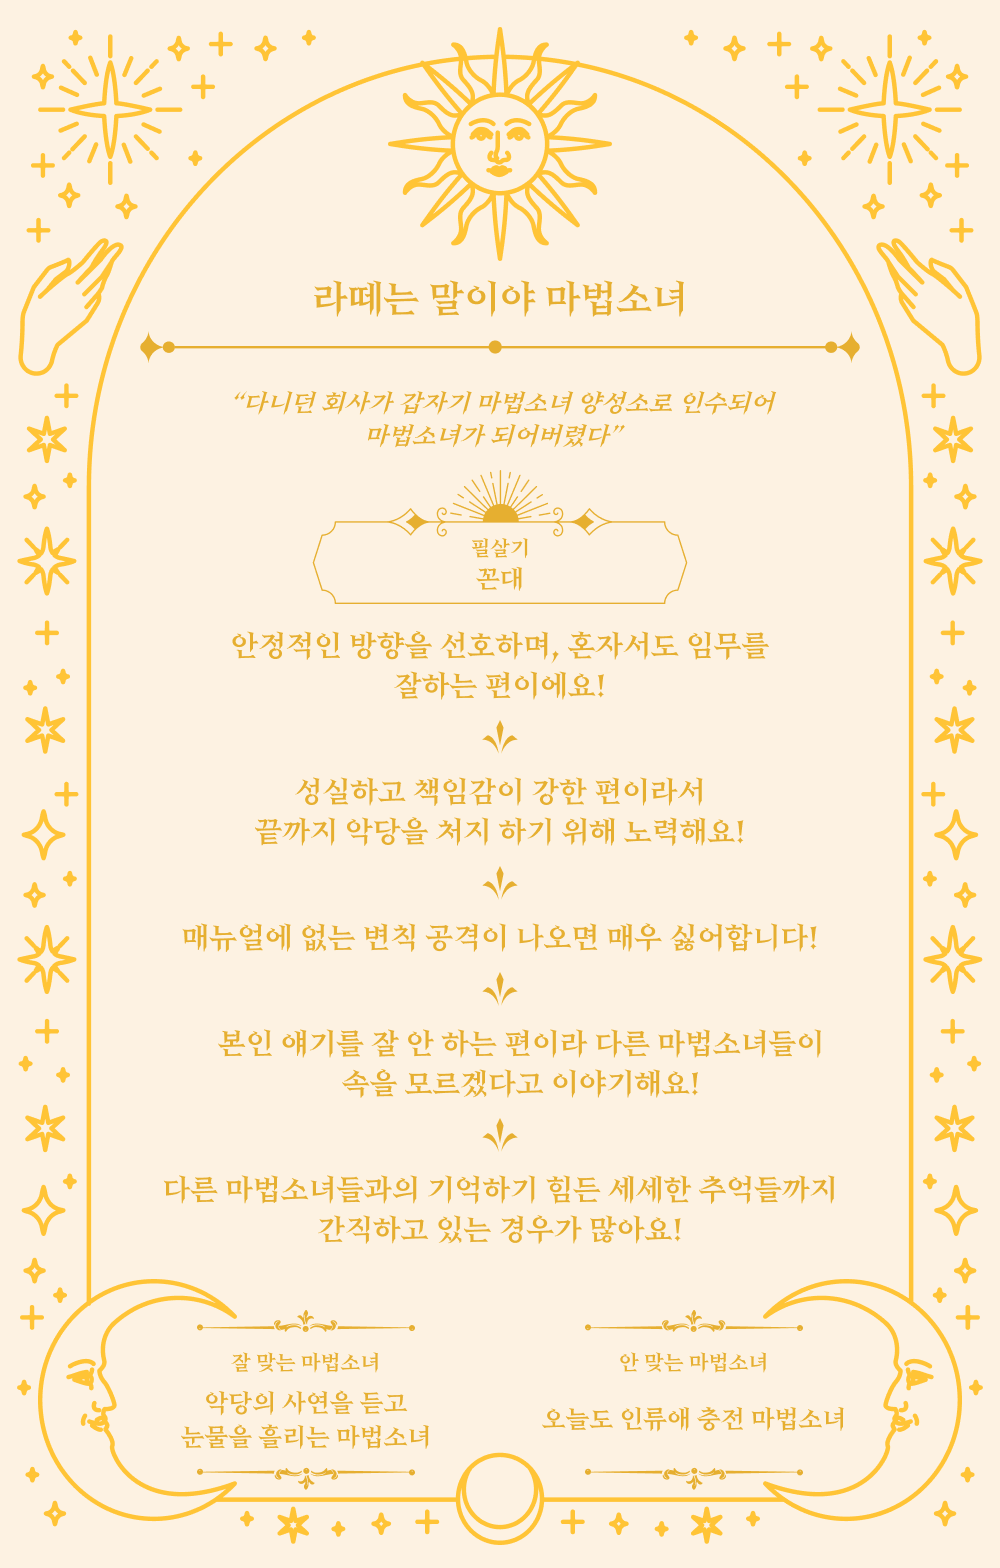 라떼는 말이야 마법소녀
“다니던 회사가 갑자기 마법소녀 양성소로 인수되어
마법소녀가 되어버렸다”
필살기
꼰대
안정적인 방향을 선호하며, 혼자서도 임무를
잘하는 편이에요!
성실하고 책임감이 강한 편이라서
끝까지 악당을 처지 하기 위해 노력해요!
매뉴얼에 없는 변칙 공격이 나오면 매우 싫어합니다!
본인 얘기를 잘 안 하는 편이라 다른 마법소녀들이
속을 모르겠다고 이야기해요!
다른 마법소녀들과의 기억하기 힘든 세세한 추억들까지
간직하고 있는 경우가 많아요!
잘 맞는 마법소녀
악당의 사연을 듣고
눈물을 흘리는 마법소녀
안 맞는 마법소녀
오늘도 인류애 충전 마법소녀